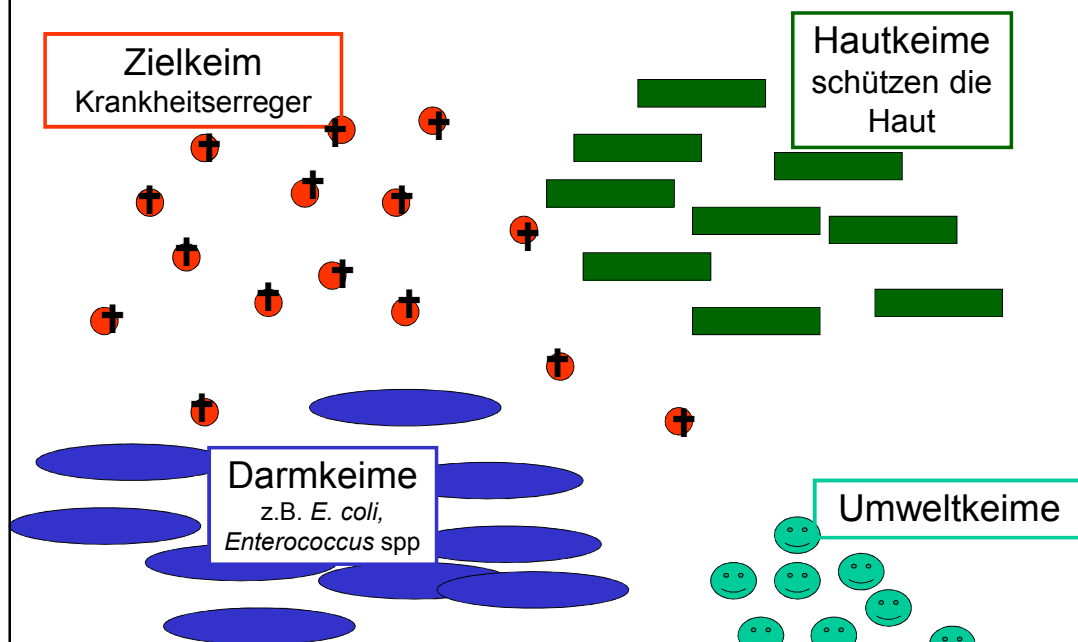 Zielkeim
Krankheitserreger
Hautkeime
schützen die
Haut
Darmkeime
z.B. E. coli,
Enterococcus spp
Umweltkeime